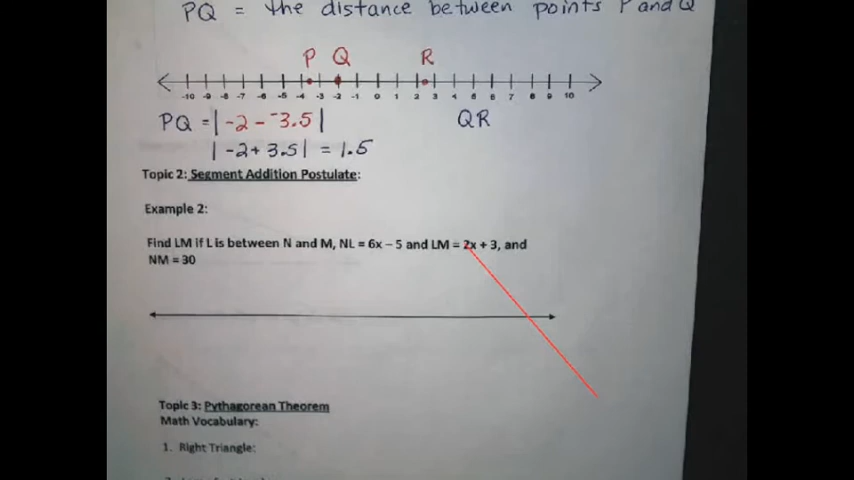 PQ = the distance between points P and Q
P Q R
-10 -9 -8 -7 -6 -5 -4 -3 -2 -1 0 1 2 3 4 5 6 7 8 9 10
PQ = |-2 - ⁻3.5| QR
|-2 + 3.5| = 1.5
Topic 2: Segment Addition Postulate:
Example 2:
Find LM if L is between N and M, NL = 6x – 5 and LM = 2x + 3, and
NM = 30
Topic 3: Pythagorean Theorem
Math Vocabulary:
1. Right Triangle: